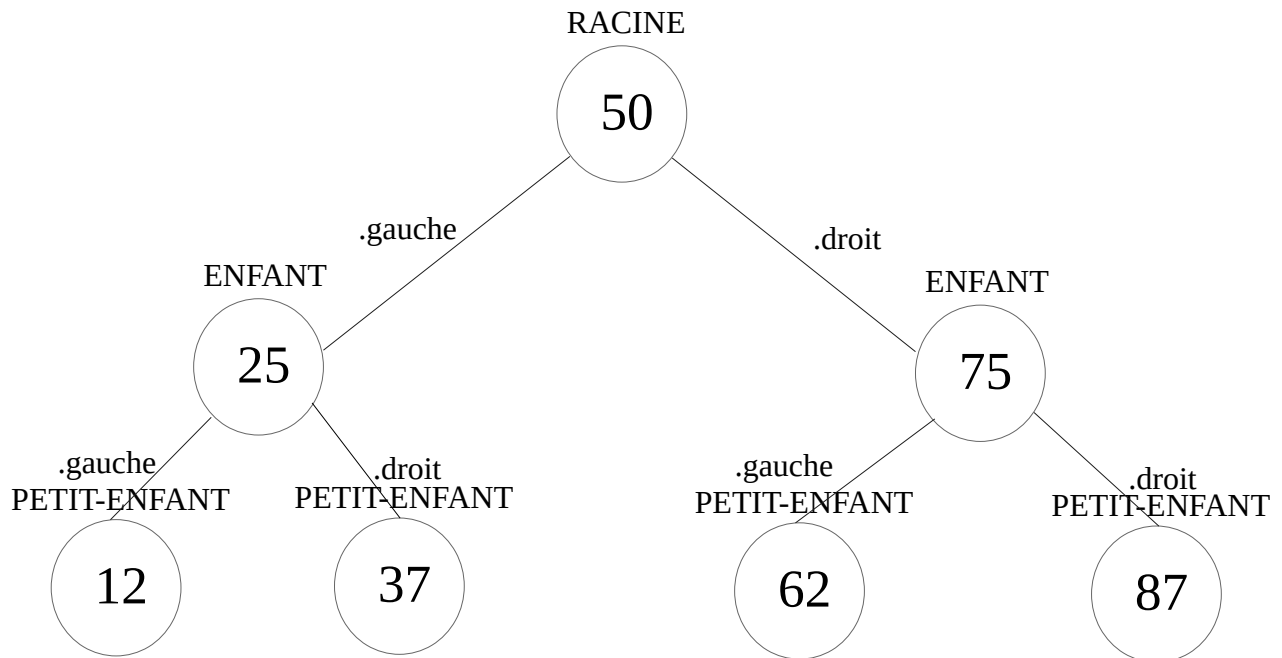 RACINE
50
.gauche
.droit
ENFANT
ENFANT
25
75
.gauche
.droit
.gauche
.droit
PETIT-ENFANT
PETIT-ENFANT
PETIT-ENFANT
PETIT-ENFANT
12
37
62
87